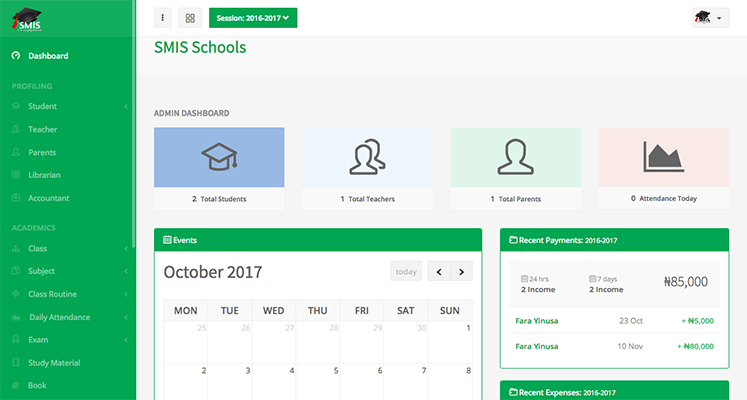 SMIS
Session: 2016-2017
SMIS Schools
Dashboard
PROFILING
Student
Teacher
Parents
Librarian
Accountant
ACADEMICS
Class
Subject
Class Routine
Daily Attendance
Exam
Study Material
Book
ADMIN DASHBOARD
2 Total Students
1 Total Teachers
1 Total Parents
0 Attendance Today
Events
October 2017
today
MON TUE WED THU FRI SAT SUN
25 26 27 28 29 30 1
2 3 4 5 6 7 8
Recent Payments: 2016-2017
24 hrs 7 days ₦85,000
2 Income 2 Income
Fara Yinusa 23 Oct + ₦5,000
Fara Yinusa 10 Nov + ₦80,000
Recent Expenses: 2016-2017